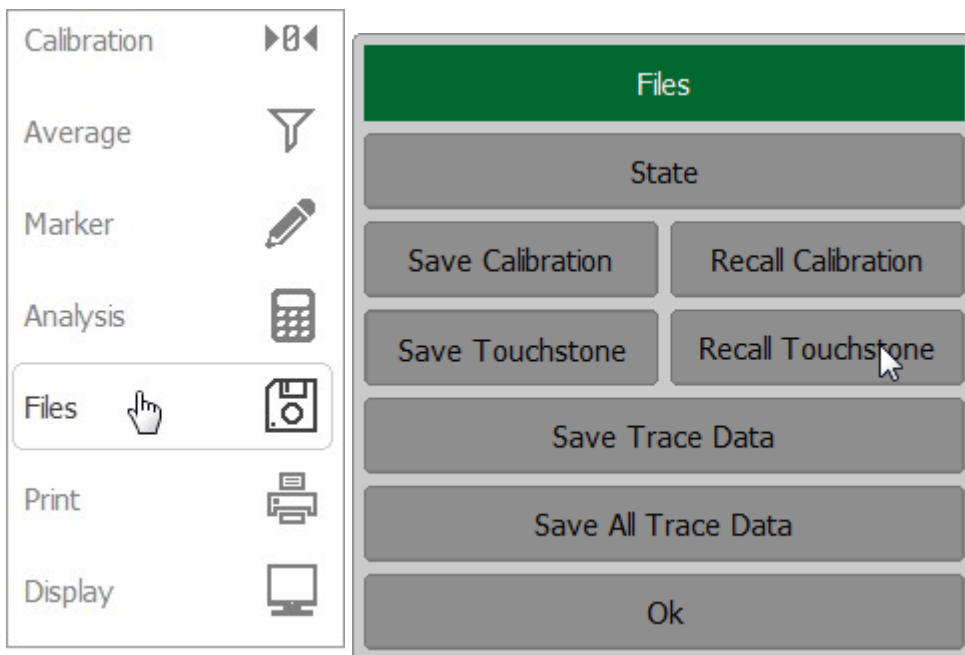 Calibration
Average
Marker
Analysis
Files
Print
Display
Files
State
Save Calibration
Recall Calibration
Save Touchstone
Recall Touchstone
Save Trace Data
Save All Trace Data
Ok